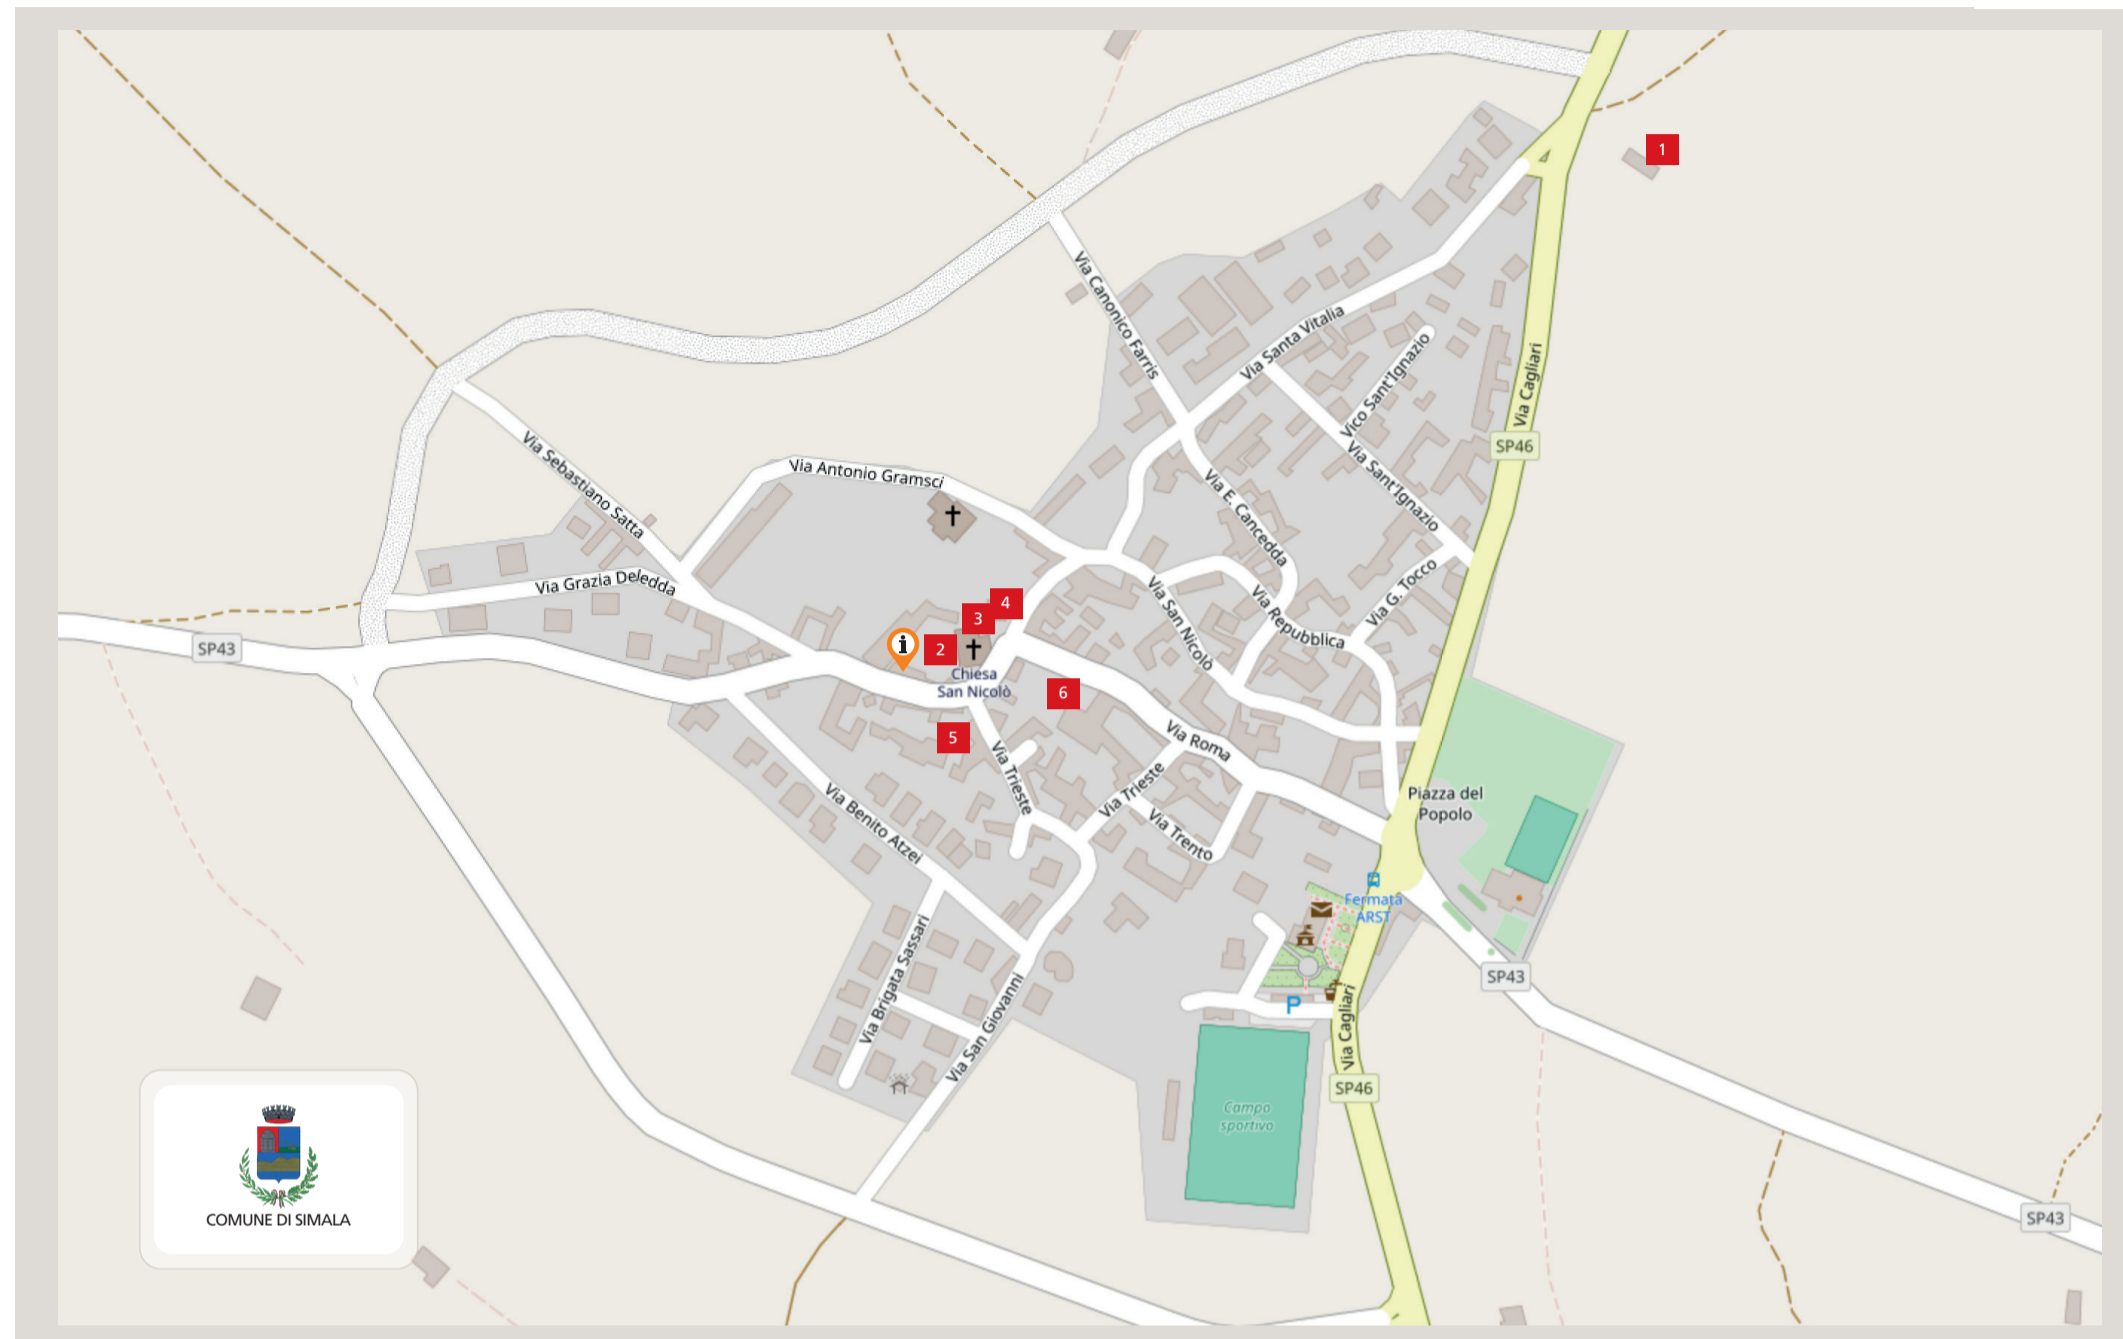 1
Via Canonico Farris
Via Santa Vitalia
Vico Sant'Ignazio
Via Cagliari
SP46
Via Sebastiano Satta
Via Antonio Gramsci
Via E. Cancedda
Via Sant'Ignazio
Via Grazia Deledda
Via San Nicolò
Via Repubblica
Via G. Tocco
SP43
4
3
i
2
Chiesa
San Nicolò
6
5
Via Roma
Via Trieste
Via Trieste
Via Trento
Via Benito Atzei
Piazza del
Popolo
Fermata
ARST
Via Brigata Sassari
Via San Giovanni
SP43
P
Via Cagliari
SP46
Campo
sportivo
COMUNE DI SIMALA
SP43